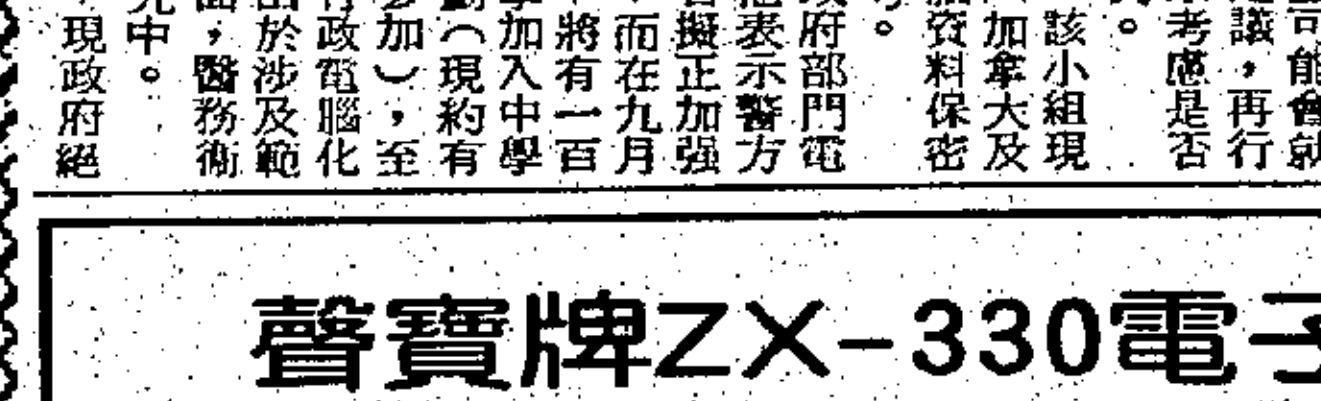 能會就
議，再行
考慮是否
。
該小組現
加拿大及
資料保密
。
府部門電
表示警方
擬正加强
而在九月
將有一百
加入中學
（現約有
加），至
政電腦化
於涉及範
，醫務衞
中。
現政府絕
聲寶牌ZX-330電子